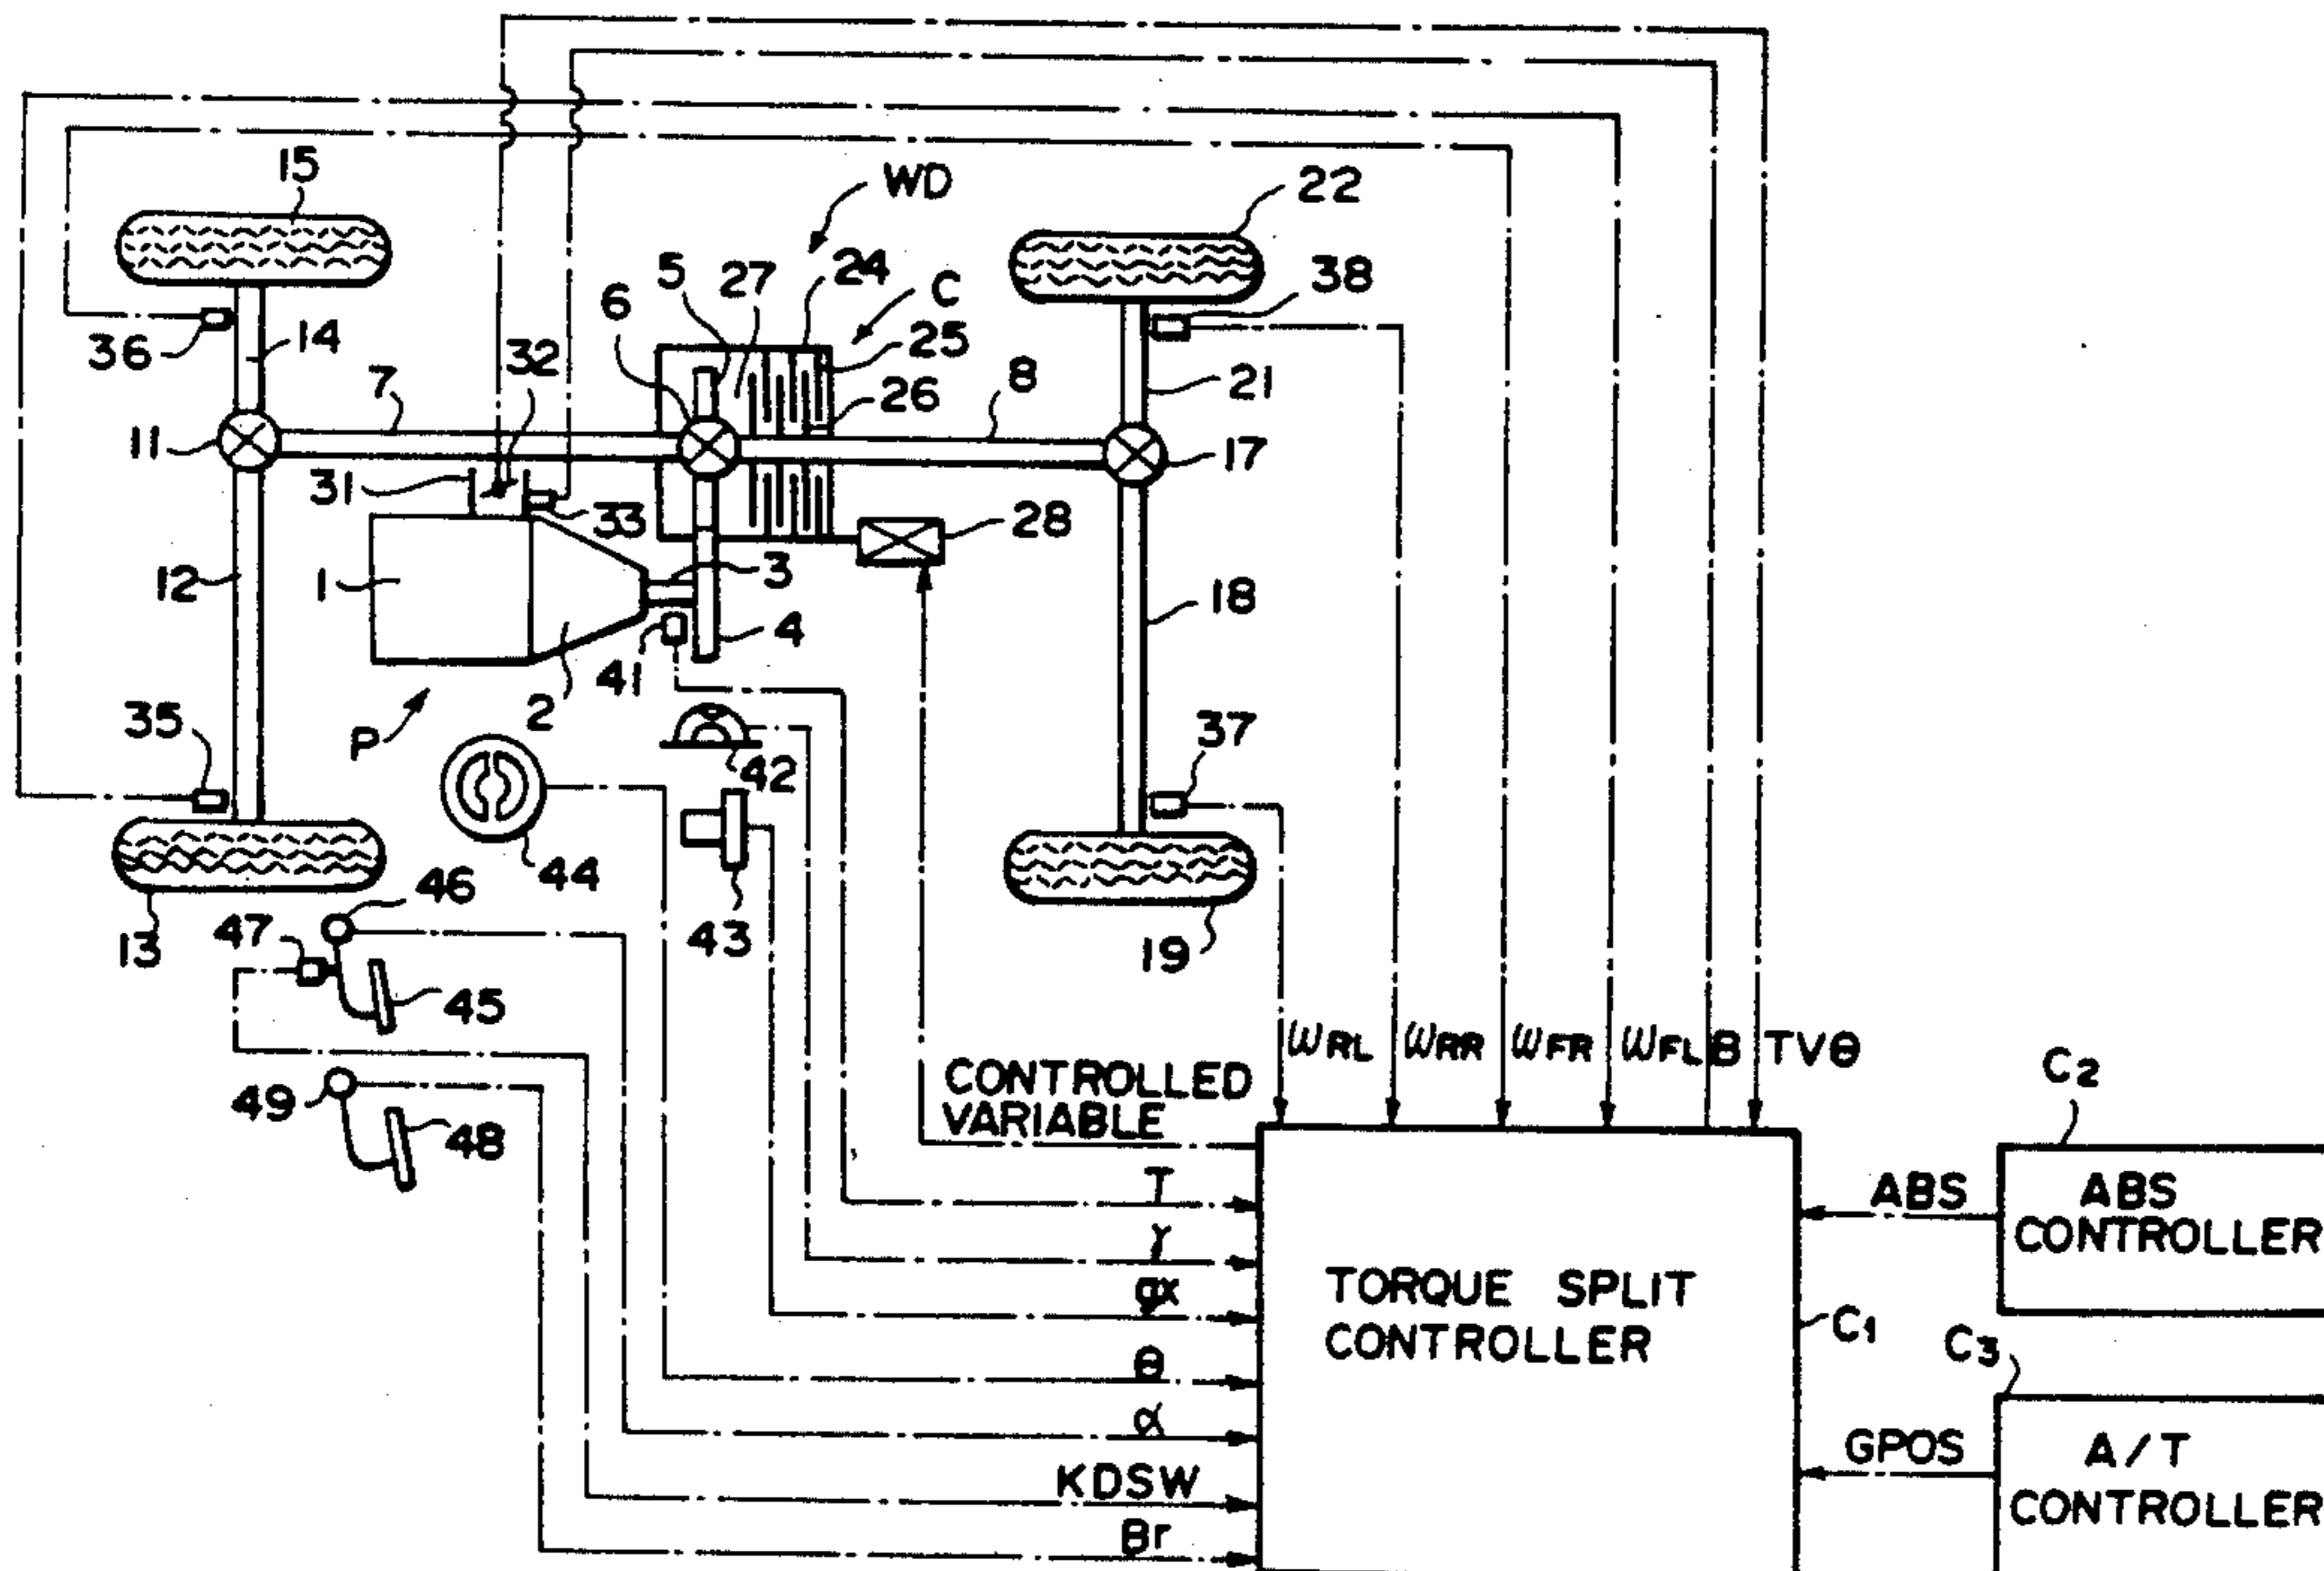 15
WD
22
5
27
24
C
38
6
36
14
32
25
7
26
8
21
11
31
17
33
28
12
1
3
18
4
41
2
35
P
37
42
44
46
43
47
13
19
45
ωRL
ωRR
ωFR
ωFL
B
TVθ
49
48
CONTROLLED
VARIABLE
C2
T
ABS
ABS
CONTROLLER
γ
gx
TORQUE SPLIT
CONTROLLER
C1
C3
θ
α
GPOS
A/T
CONTROLLER
KDSW
Br